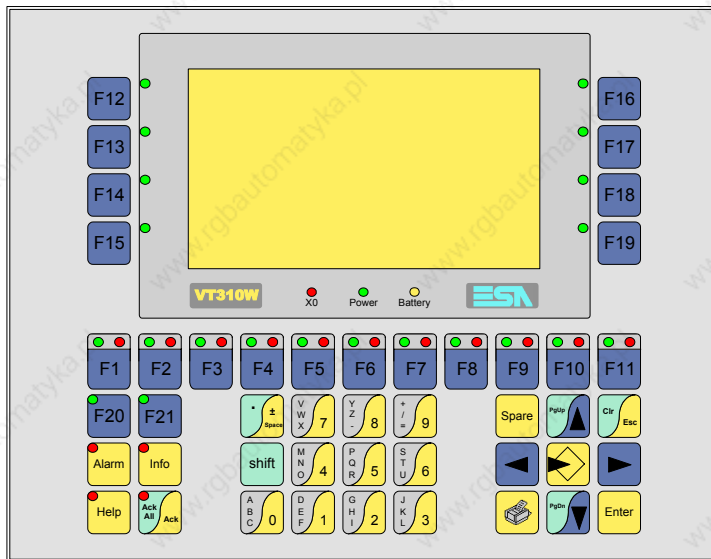 F12
F16
F13
F17
F14
F18
F15
F19
VT310W
X0 Power Battery
ESA
F1 F2 F3 F4 F5 F6 F7 F8 F9 F10 F11
F20 F21
. ± Space
V W X 7
Y Z - 8
+ / = 9
Spare
PgUp
Clr Esc
Alarm Info
shift
M N O 4
P Q R 5
S T U 6
Help
Ack All Ack
A B C 0
D E F 1
G H I 2
J K L 3
PgDn
Enter
www.rgbautomatyka.pl